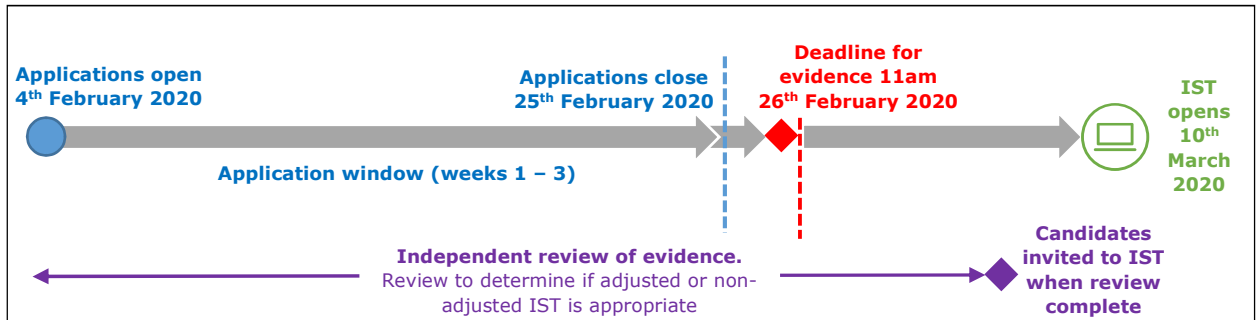 Applications open
4th February 2020
Applications close
25th February 2020
Deadline for
evidence 11am
26th February 2020
IST
opens
10th
March
2020
Application window (weeks 1 – 3)
Independent review of evidence.
Review to determine if adjusted or non-
adjusted IST is appropriate
Candidates
invited to IST
when review
complete